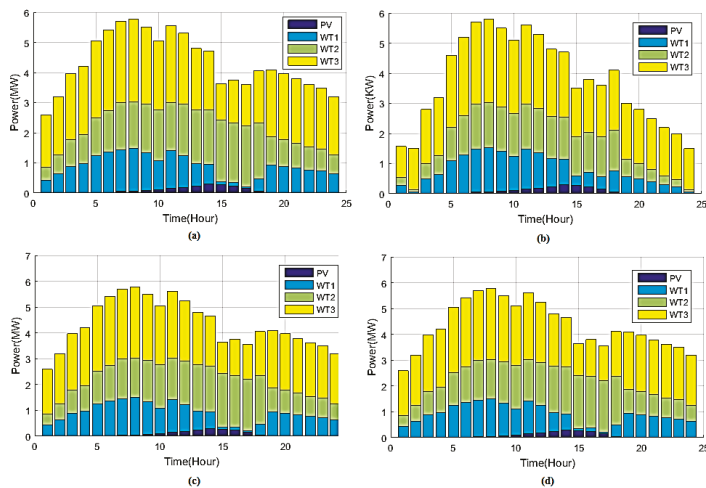 6
5
4
3
2
1
0
Power(MW)
0 5 10 15 20 25
Time(Hour)
PV
WT1
WT2
WT3
(a)
6
5
4
3
2
1
0
Power(KW)
0 5 10 15 20 25
Time(Hour)
PV
WT1
WT2
WT3
(b)
7
6
5
4
3
2
1
0
Power(MW)
0 5 10 15 20
Time(Hour)
PV
WT1
WT2
WT3
(c)
7
6
5
4
3
2
1
0
Power(MW)
0 5 10 15 20 25
Time(Hour)
PV
WT1
WT2
WT3
(d)